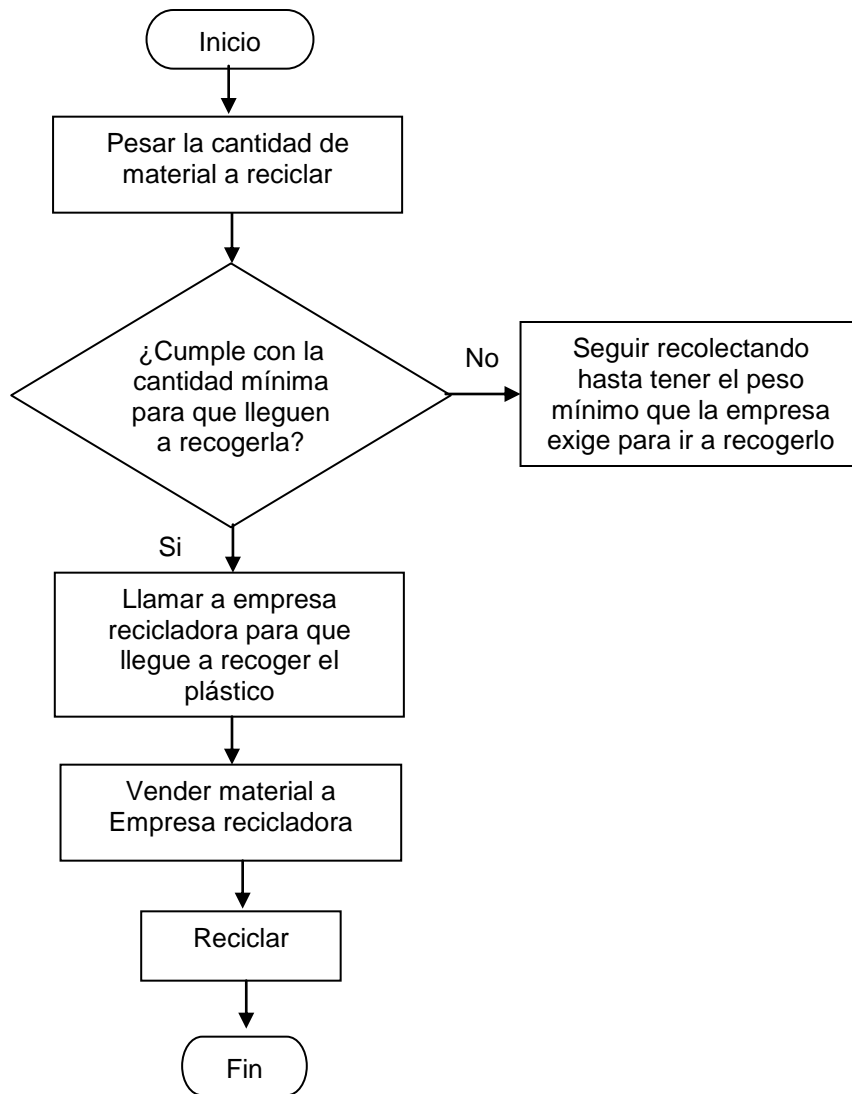 Inicio
Pesar la cantidad de
material a reciclar
¿Cumple con la
cantidad mínima
para que lleguen
a recogerla?
No
Seguir recolectando
hasta tener el peso
mínimo que la empresa
exige para ir a recogerlo
Si
Llamar a empresa
recicladora para que
llegue a recoger el
plástico
Vender material a
Empresa recicladora
Reciclar
Fin